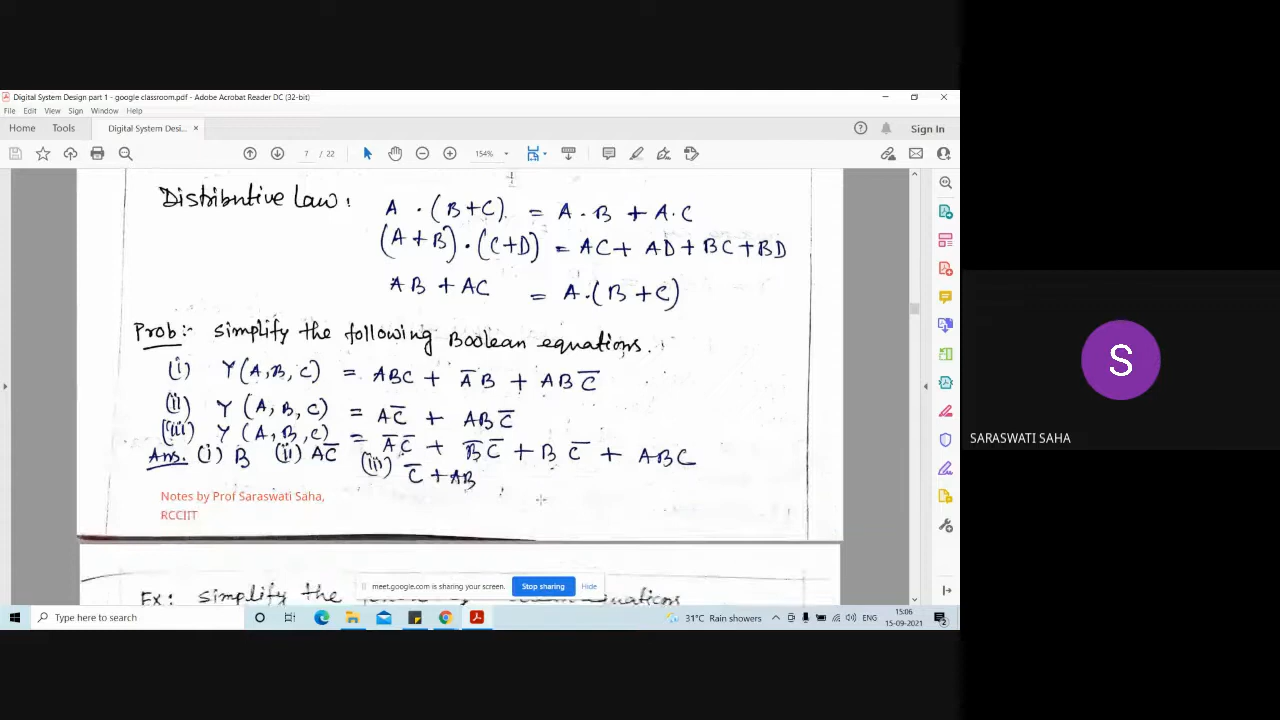 Digital System Design part 1 - google classroom.pdf - Adobe Acrobat Reader DC (32-bit)
File Edit View Sign Window Help
Home Tools Digital System Desi... × Sign In
7 / 22 154%
Distributive Law:
A · (B+C) = A · B + A · C
(A+B) · (C+D) = AC + AD + BC + BD
AB + AC = A · (B+C)
Prob:- simplify the following Boolean equations.
(i) Y(A,B,C) = ABC + A̅B + ABC̅
(ii) Y(A,B,C) = AC̅ + ABC̅
(iii) Y(A,B,C) = A̅C̅ + B̅C̅ + BC̅ + ABC
Ans. (i) B (ii) AC̅ (iii) C̅ + AB
Notes by Prof Saraswati Saha,
RCCIIT
Ex: simplify the
meet.google.com is sharing your screen. Stop sharing Hide
Type here to search
31°C Rain showers ENG 15:06
15-09-2021 2
S
SARASWATI SAHA